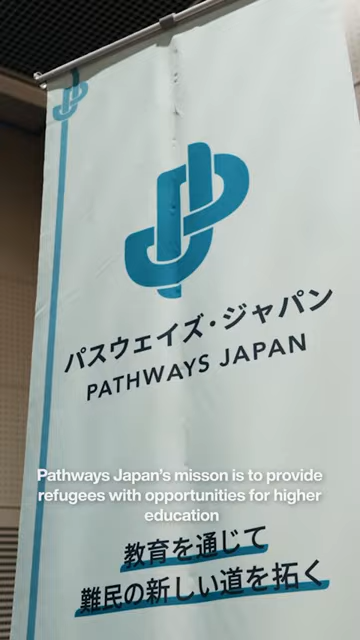 パスウェイズ・ジャパン
PATHWAYS JAPAN
Pathways Japan's misson is to provide
refugees with opportunities for higher
education
教育を通じて
難民の新しい道を拓く